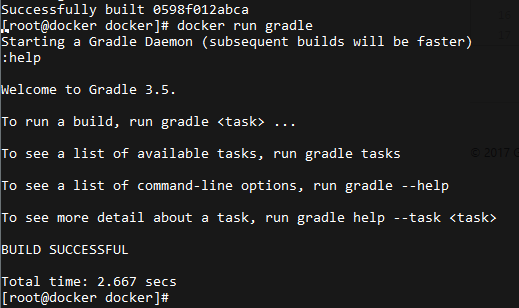 Successfully built 0598f012abca
[root@docker docker]# docker run gradle
Starting a Gradle Daemon (subsequent builds will be faster)
:help
Welcome to Gradle 3.5.
To run a build, run gradle <task> ...
To see a list of available tasks, run gradle tasks
© 2017 G
To see a list of command-line options, run gradle --help
To see more detail about a task, run gradle help --task <task>
BUILD SUCCESSFUL
Total time: 2.667 secs
[root@docker docker]#